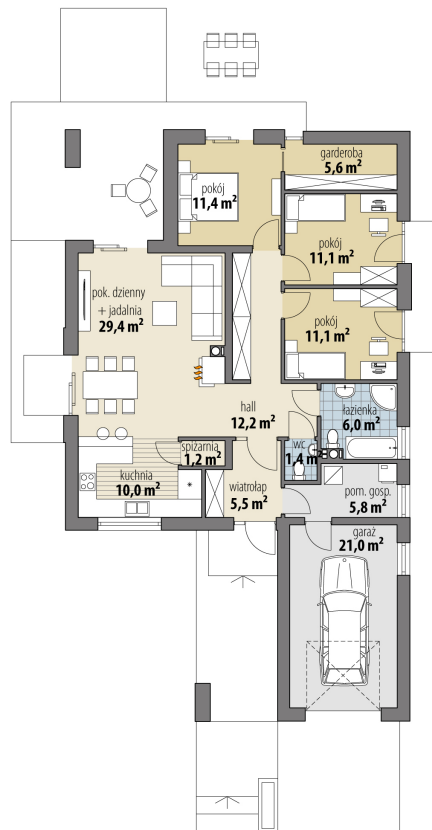 garderoba
5,6 m²
pokój
11,4 m²
pokój
11,1 m²
pok. dzienny
+ jadalnia
29,4 m²
pokój
11,1 m²
hall
12,2 m²
łazienka
6,0 m²
spiżarnia
1,2 m²
wc
1,4 m²
kuchnia
10,0 m²
wiatrołap
5,5 m²
pom. gosp.
5,8 m²
garaż
21,0 m²